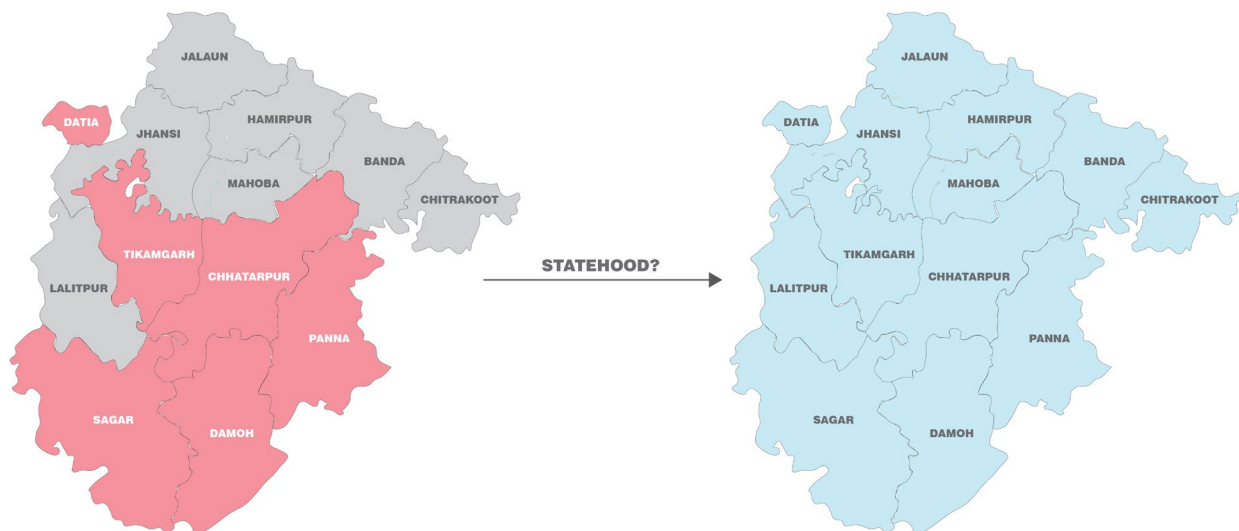 JALAUN
DATIA
JHANSI
HAMIRPUR
BANDA
MAHOBA
CHITRAKOOT
TIKAMGARH
CHHATARPUR
LALITPUR
PANNA
SAGAR
DAMOH
STATEHOOD?
JALAUN
DATIA
JHANSI
HAMIRPUR
BANDA
MAHOBA
CHITRAKOOT
TIKAMGARH
CHHATARPUR
LALITPUR
PANNA
SAGAR
DAMOH